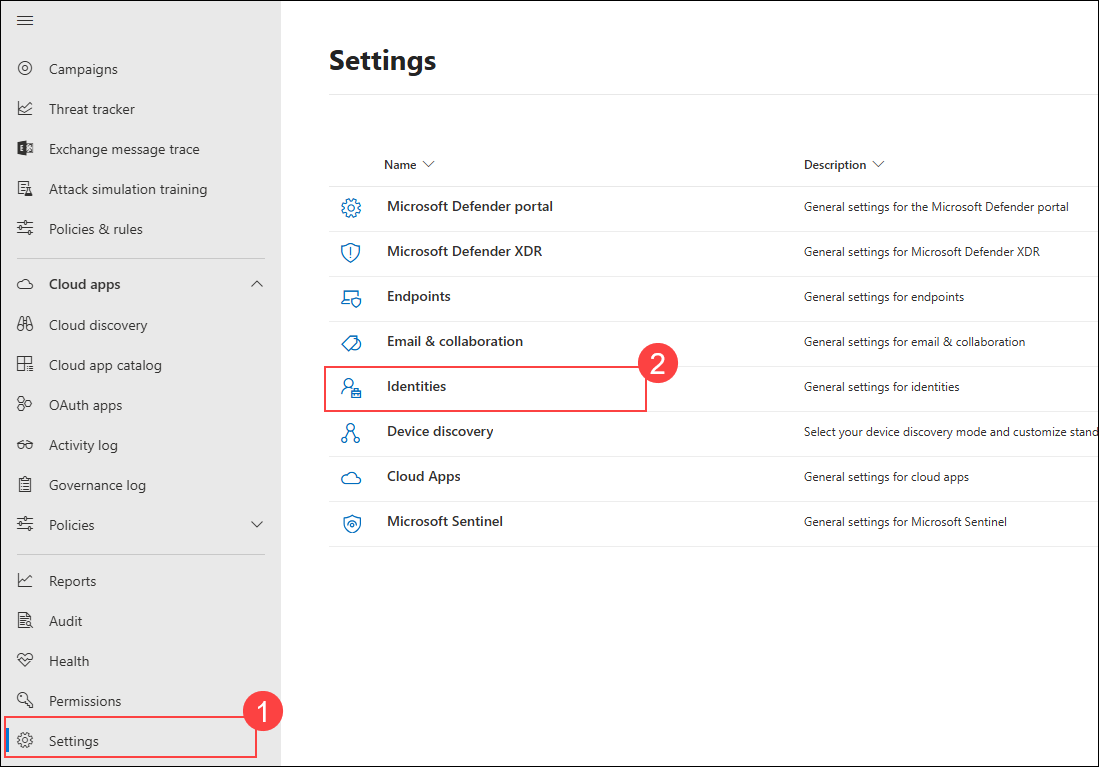 Campaigns
Threat tracker
Exchange message trace
Attack simulation training
Policies & rules
Cloud apps
Cloud discovery
Cloud app catalog
OAuth apps
Activity log
Governance log
Policies
Reports
Audit
Health
Permissions
1
Settings
Settings
Name Description
Microsoft Defender portal General settings for the Microsoft Defender portal
Microsoft Defender XDR General settings for Microsoft Defender XDR
Endpoints General settings for endpoints
Email & collaboration General settings for email & collaboration
2
Identities General settings for identities
Device discovery Select your device discovery mode and customize stand
Cloud Apps General settings for cloud apps
Microsoft Sentinel General settings for Microsoft Sentinel